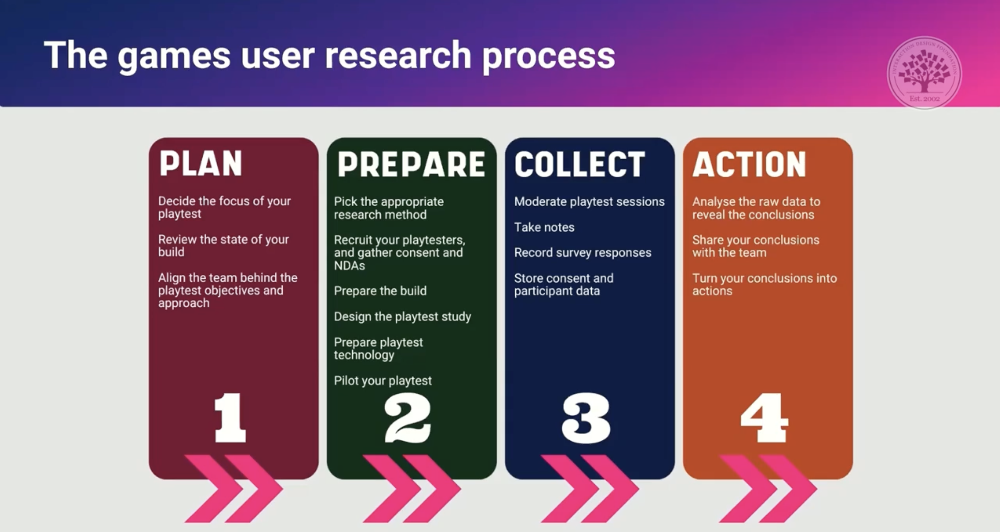 The games user research process
INTERACTION DESIGN FOUNDATION
Est. 2002
PLAN
Decide the focus of your
playtest
Review the state of your
build
Align the team behind the
playtest objectives and
approach
1
PREPARE
Pick the appropriate
research method
Recruit your playtesters,
and gather consent and
NDAs
Prepare the build
Design the playtest study
Prepare playtest
technology
Pilot your playtest
2
COLLECT
Moderate playtest sessions
Take notes
Record survey responses
Store consent and
participant data
3
ACTION
Analyse the raw data to
reveal the conclusions
Share your conclusions
with the team
Turn your conclusions into
actions
4